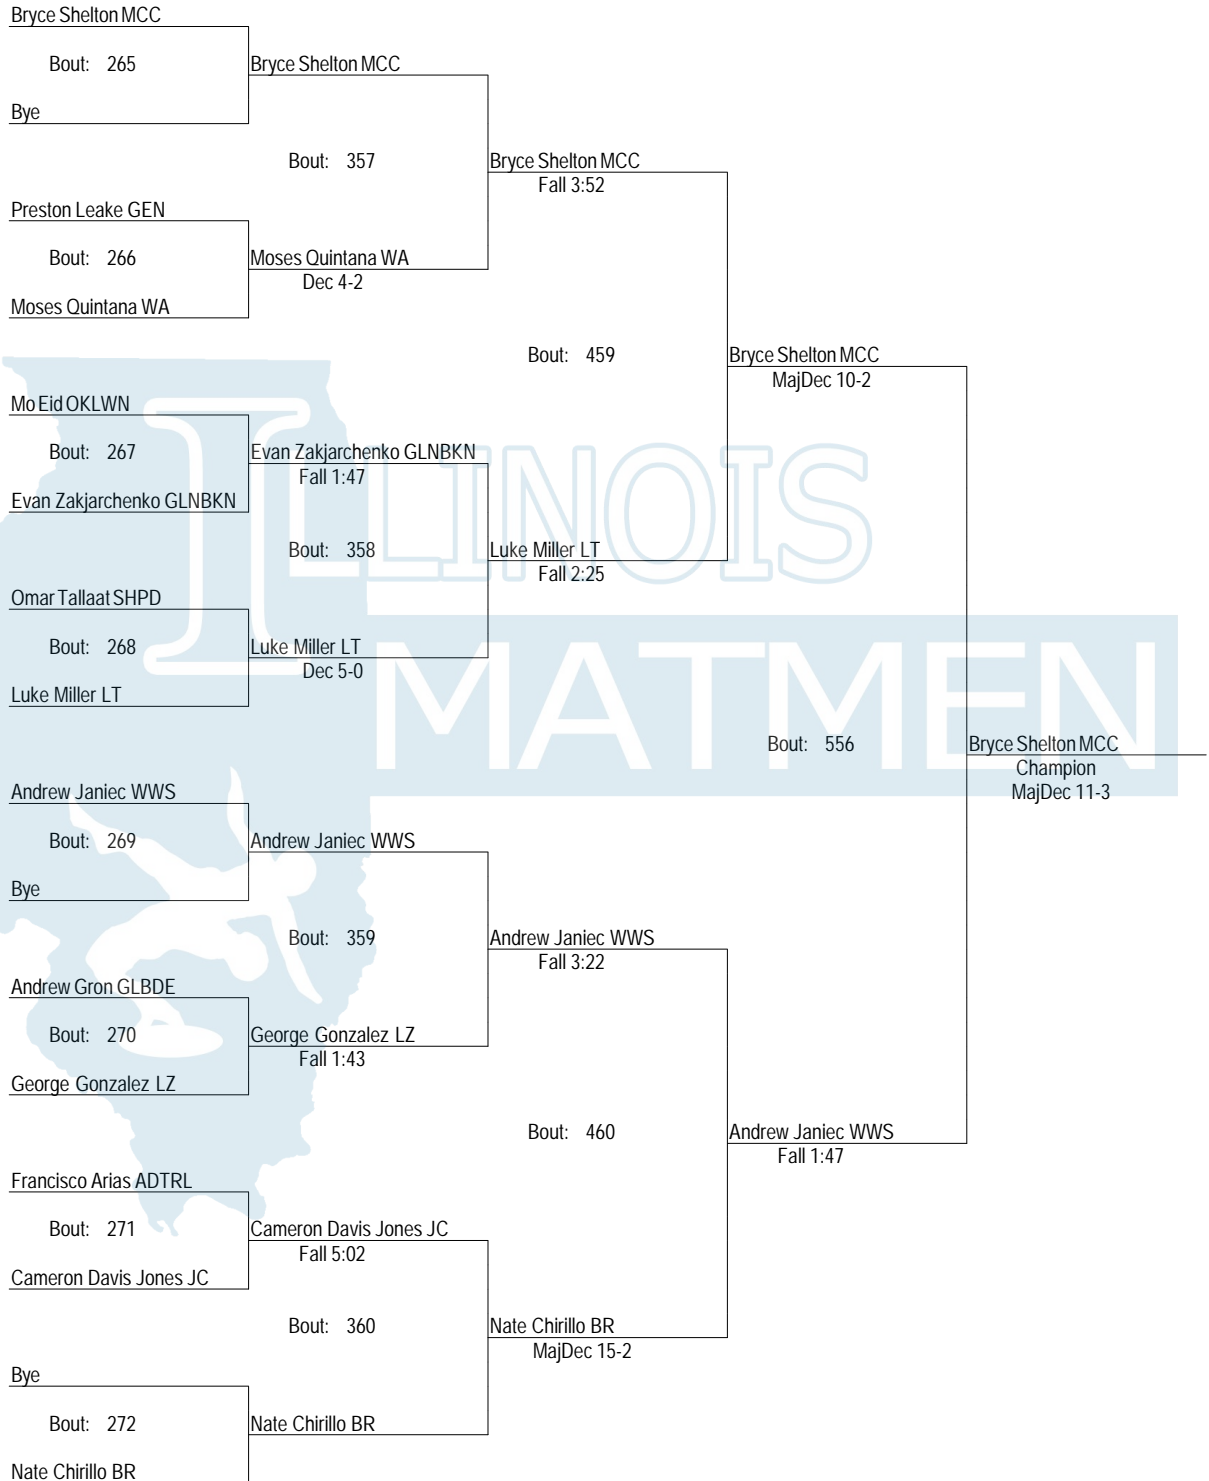 Bryce Shelton MCC
Bout: 265
Bryce Shelton MCC
Bye
Bout: 357
Bryce Shelton MCC
Fall 3:52
Preston Leake GEN
Bout: 266
Moses Quintana WA
Dec 4-2
Moses Quintana WA
Bout: 459
Bryce Shelton MCC
MajDec 10-2
Mo Eid OKLWN
Bout: 267
Evan Zakjarchenko GLNBKN
Fall 1:47
Evan Zakjarchenko GLNBKN
Bout: 358
Luke Miller LT
Fall 2:25
Omar Tallaat SHPD
Bout: 268
Luke Miller LT
Dec 5-0
Luke Miller LT
ILLINOIS
MATMEN
Bout: 556
Bryce Shelton MCC
Champion
MajDec 11-3
Andrew Janiec WWS
Bout: 269
Andrew Janiec WWS
Bye
Bout: 359
Andrew Janiec WWS
Fall 3:22
Andrew Gron GLBDE
Bout: 270
George Gonzalez LZ
Fall 1:43
George Gonzalez LZ
Bout: 460
Andrew Janiec WWS
Fall 1:47
Francisco Arias ADTRL
Bout: 271
Cameron Davis Jones JC
Fall 5:02
Cameron Davis Jones JC
Bout: 360
Nate Chirillo BR
MajDec 15-2
Bye
Bout: 272
Nate Chirillo BR
Nate Chirillo BR